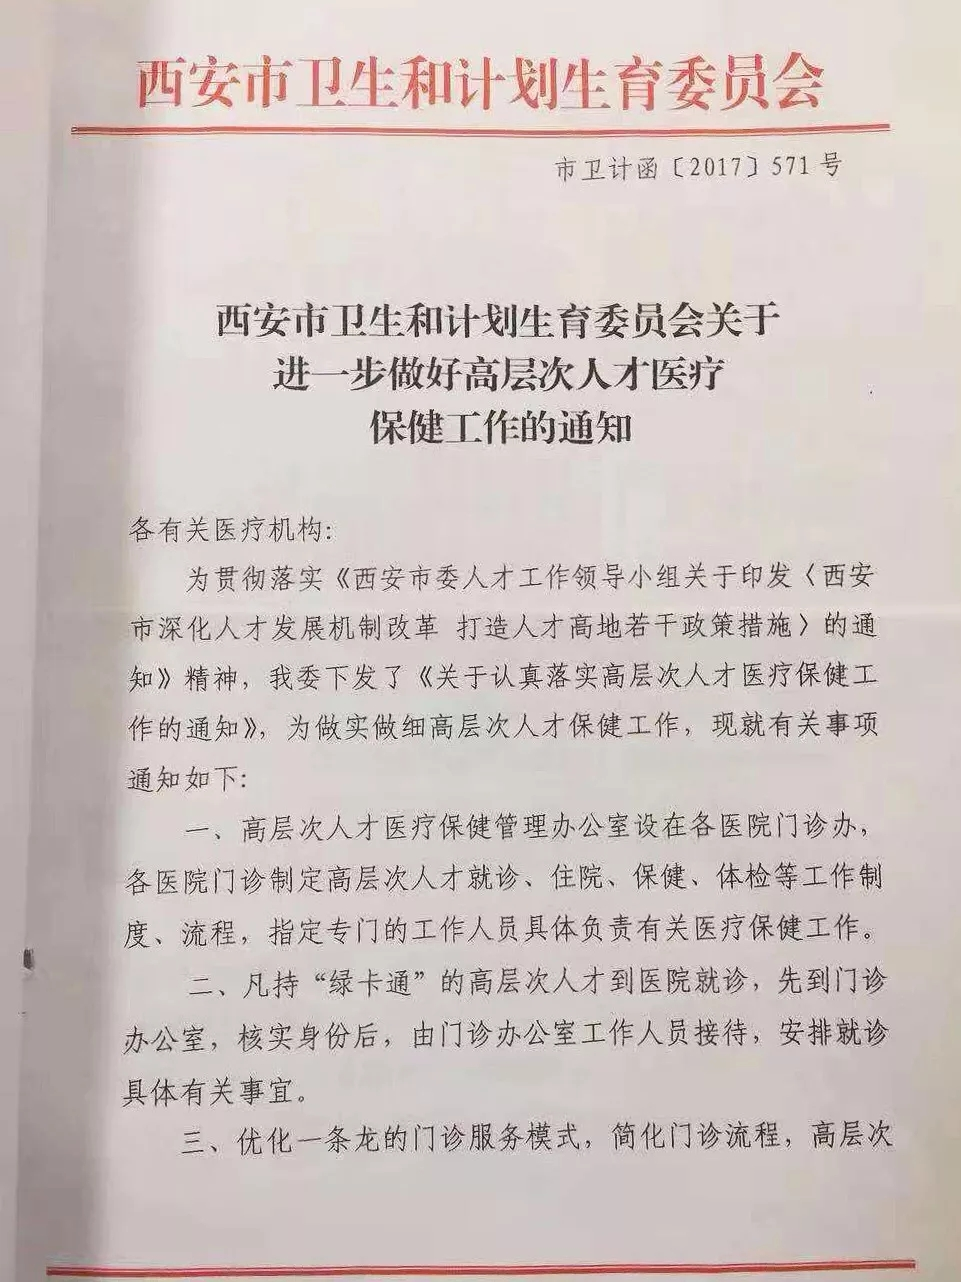 西安市卫生和计划生育委员会
市卫计函〔2017〕571号
西安市卫生和计划生育委员会关于
进一步做好高层次人才医疗
保健工作的通知
各有关医疗机构:
为贯彻落实《西安市委人才工作领导小组关于印发〈西安
市深化人才发展机制改革 打造人才高地若干政策措施〉的通
知》精神，我委下发了《关于认真落实高层次人才医疗保健工
作的通知》，为做实做细高层次人才保健工作，现就有关事项
通知如下:
一、高层次人才医疗保健管理办公室设在各医院门诊办，
各医院门诊制定高层次人才就诊、住院、保健、体检等工作制
度、流程，指定专门的工作人员具体负责有关医疗保健工作。
二、凡持“绿卡通”的高层次人才到医院就诊，先到门诊
办公室，核实身份后，由门诊办公室工作人员接待，安排就诊
具体有关事宜。
三、优化一条龙的门诊服务模式，简化门诊流程，高层次